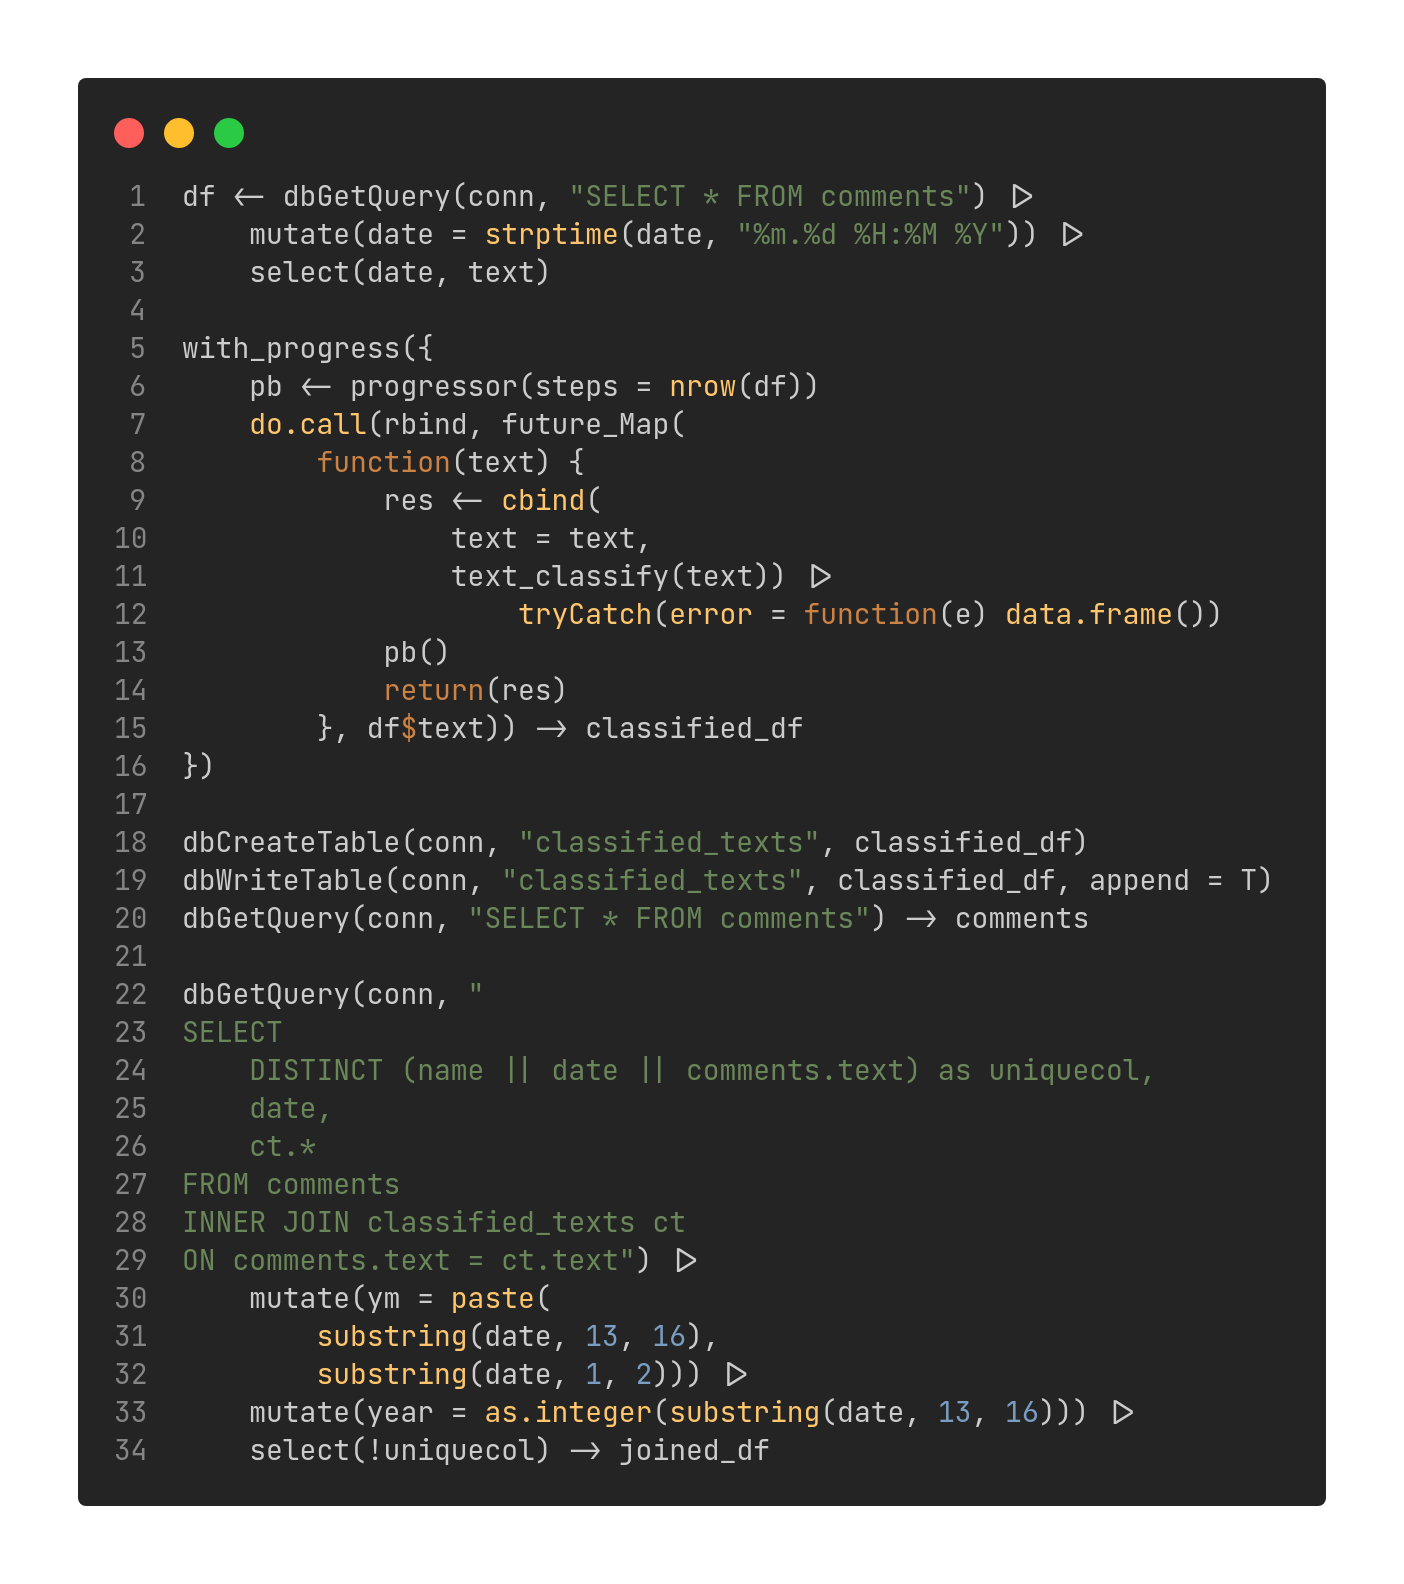 1 df <- dbGetQuery(conn, "SELECT * FROM comments") |>
2     mutate(date = strptime(date, "%m.%d %H:%M %Y")) |>
3     select(date, text)
4
5 with_progress({
6     pb <- progressor(steps = nrow(df))
7     do.call(rbind, future_Map(
8         function(text) {
9             res <- cbind(
10                 text = text,
11                 text_classify(text)) |>
12                     tryCatch(error = function(e) data.frame())
13             pb()
14             return(res)
15         }, df$text)) -> classified_df
16 })
17
18 dbCreateTable(conn, "classified_texts", classified_df)
19 dbWriteTable(conn, "classified_texts", classified_df, append = T)
20 dbGetQuery(conn, "SELECT * FROM comments") -> comments
21
22 dbGetQuery(conn, "
23 SELECT
24     DISTINCT (name || date || comments.text) as uniquecol,
25     date,
26     ct.*
27 FROM comments
28 INNER JOIN classified_texts ct
29 ON comments.text = ct.text") |>
30     mutate(ym = paste(
31         substring(date, 13, 16),
32         substring(date, 1, 2))) |>
33     mutate(year = as.integer(substring(date, 13, 16))) |>
34     select(!uniquecol) -> joined_df